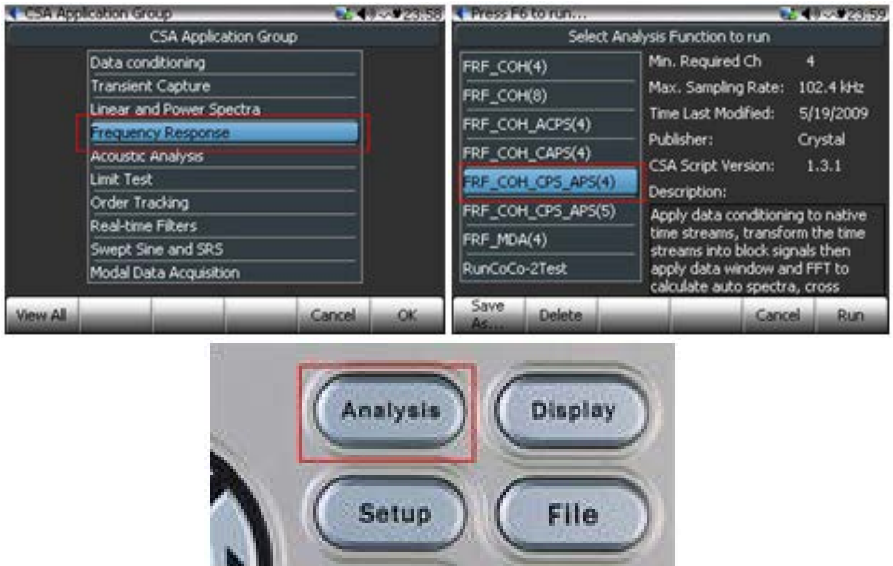 CSA Application Group
23:58
CSA Application Group
Data conditioning
Transient Capture
Linear and Power Spectra
Frequency Response
Acoustic Analysis
Limit Test
Order Tracking
Real-time Filters
Swept Sine and SRS
Modal Data Acquisition
View All
Cancel
OK
Press F6 to run...
23:59
Select Analysis Function to run
FRF_COH(4)
FRF_COH(8)
FRF_COH_ACPS(4)
FRF_COH_CAPS(4)
FRF_COH_CPS_APS(4)
FRF_COH_CPS_APS(5)
FRF_MDA(4)
RunCoCo-2Test
Min. Required Ch 4
Max. Sampling Rate: 102.4 kHz
Time Last Modified: 5/19/2009
Publisher: Crystal
CSA Script Version: 1.3.1
Description:
Apply data conditioning to native
time streams, transform the time
streams into block signals then
apply data window and FFT to
calculate auto spectra, cross
Save
As...
Delete
Cancel
Run
Analysis
Display
Setup
File